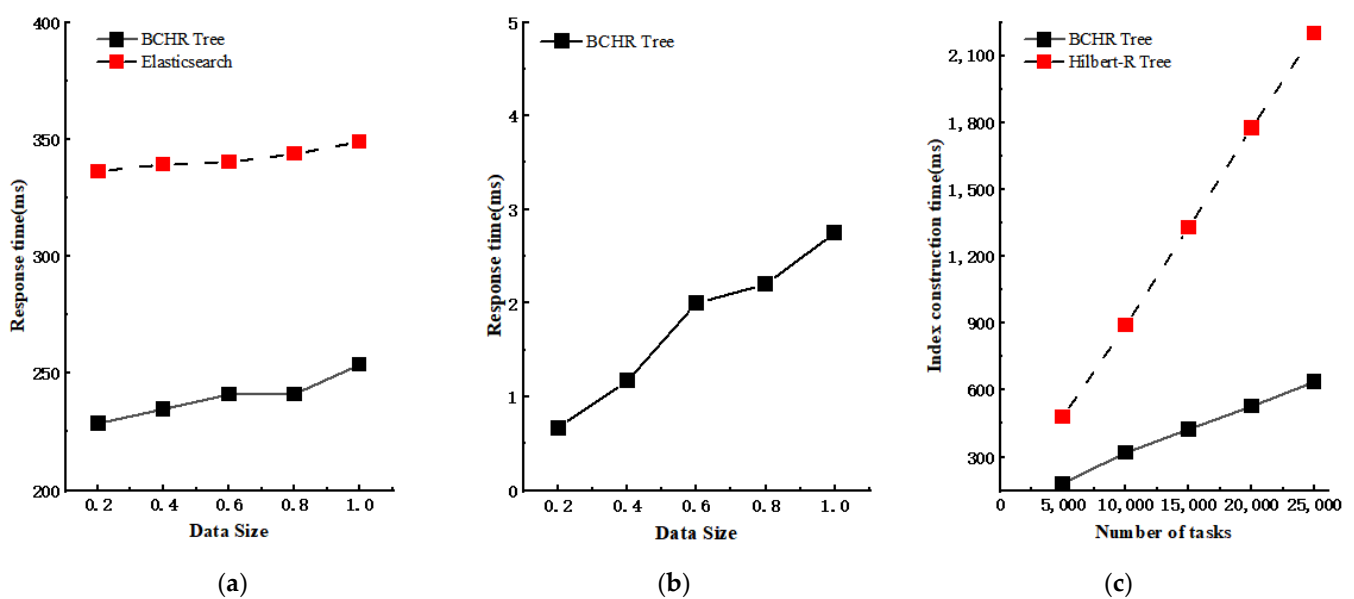 400
350
300
250
200
Response time(ms)
BCHR Tree
Elasticsearch
0.2 0.4 0.6 0.8 1.0
Data Size
(a)
5
4
3
2
1
0
Response time(ms)
BCHR Tree
0.2 0.4 0.6 0.8 1.0
Data Size
(b)
2,100
1,800
1,500
1,200
900
600
300
Index construction time(ms)
BCHR Tree
Hilbert-R Tree
0 5,000 10,000 15,000 20,000 25,000
Number of tasks
(c)